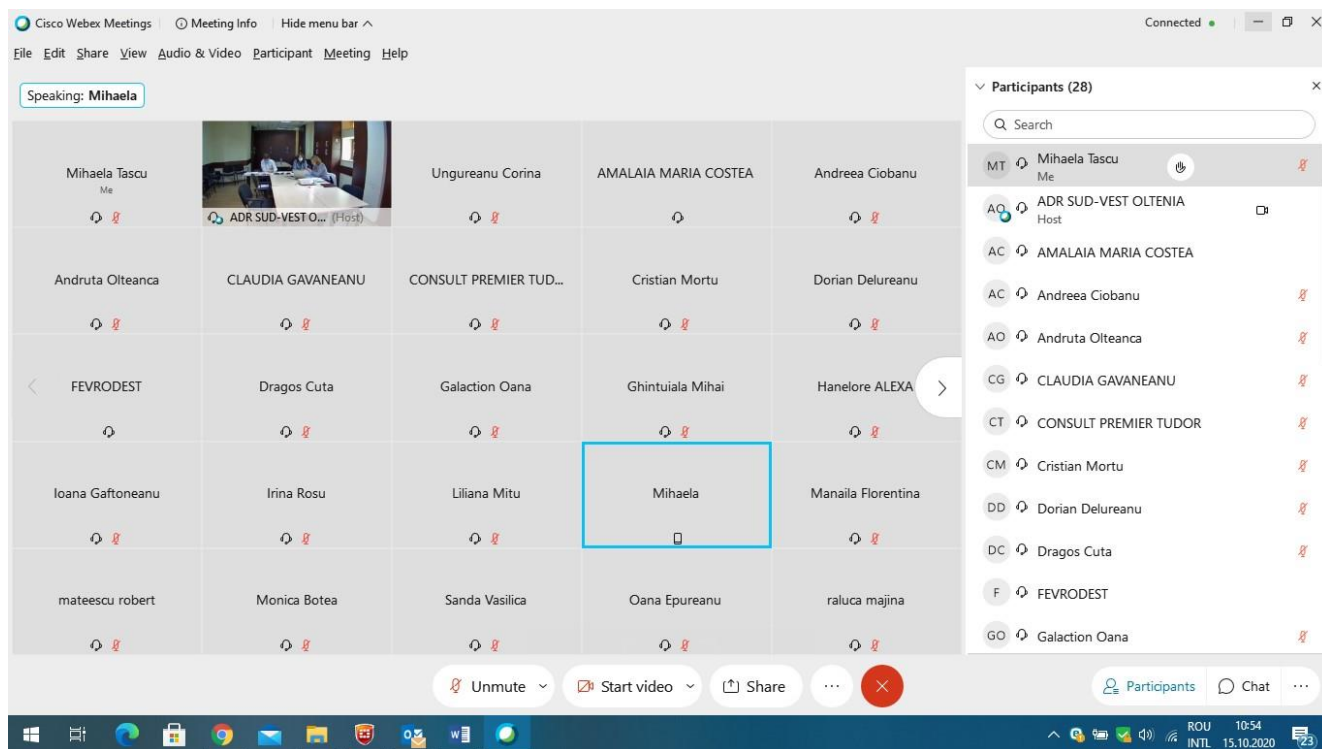 Cisco Webex Meetings Meeting Info Hide menu bar Connected
File Edit Share View Audio & Video Participant Meeting Help
Speaking: Mihaela
Mihaela Tascu
Me
ADR SUD-VEST O... (Host)
Ungureanu Corina
AMALAIA MARIA COSTEA
Andreea Ciobanu
Andruta Olteanca
CLAUDIA GAVANEANU
CONSULT PREMIER TUD...
Cristian Mortu
Dorian Delureanu
FEVRODEST
Dragos Cuta
Galaction Oana
Ghintuiala Mihai
Hanelore ALEXA
Ioana Gaftoneanu
Irina Rosu
Liliana Mitu
Mihaela
Manaila Florentina
mateescu robert
Monica Botea
Sanda Vasilica
Oana Epureanu
raluca majina
Participants (28)
Search
MT Mihaela Tascu
Me
AO ADR SUD-VEST OLTENIA
Host
AC AMALAIA MARIA COSTEA
AC Andreea Ciobanu
AO Andruta Olteanca
CG CLAUDIA GAVANEANU
CT CONSULT PREMIER TUDOR
CM Cristian Mortu
DD Dorian Delureanu
DC Dragos Cuta
F FEVRODEST
GO Galaction Oana
Unmute Start video Share ... Participants Chat ...
ROU 10:54
INTL 15.10.2020 23